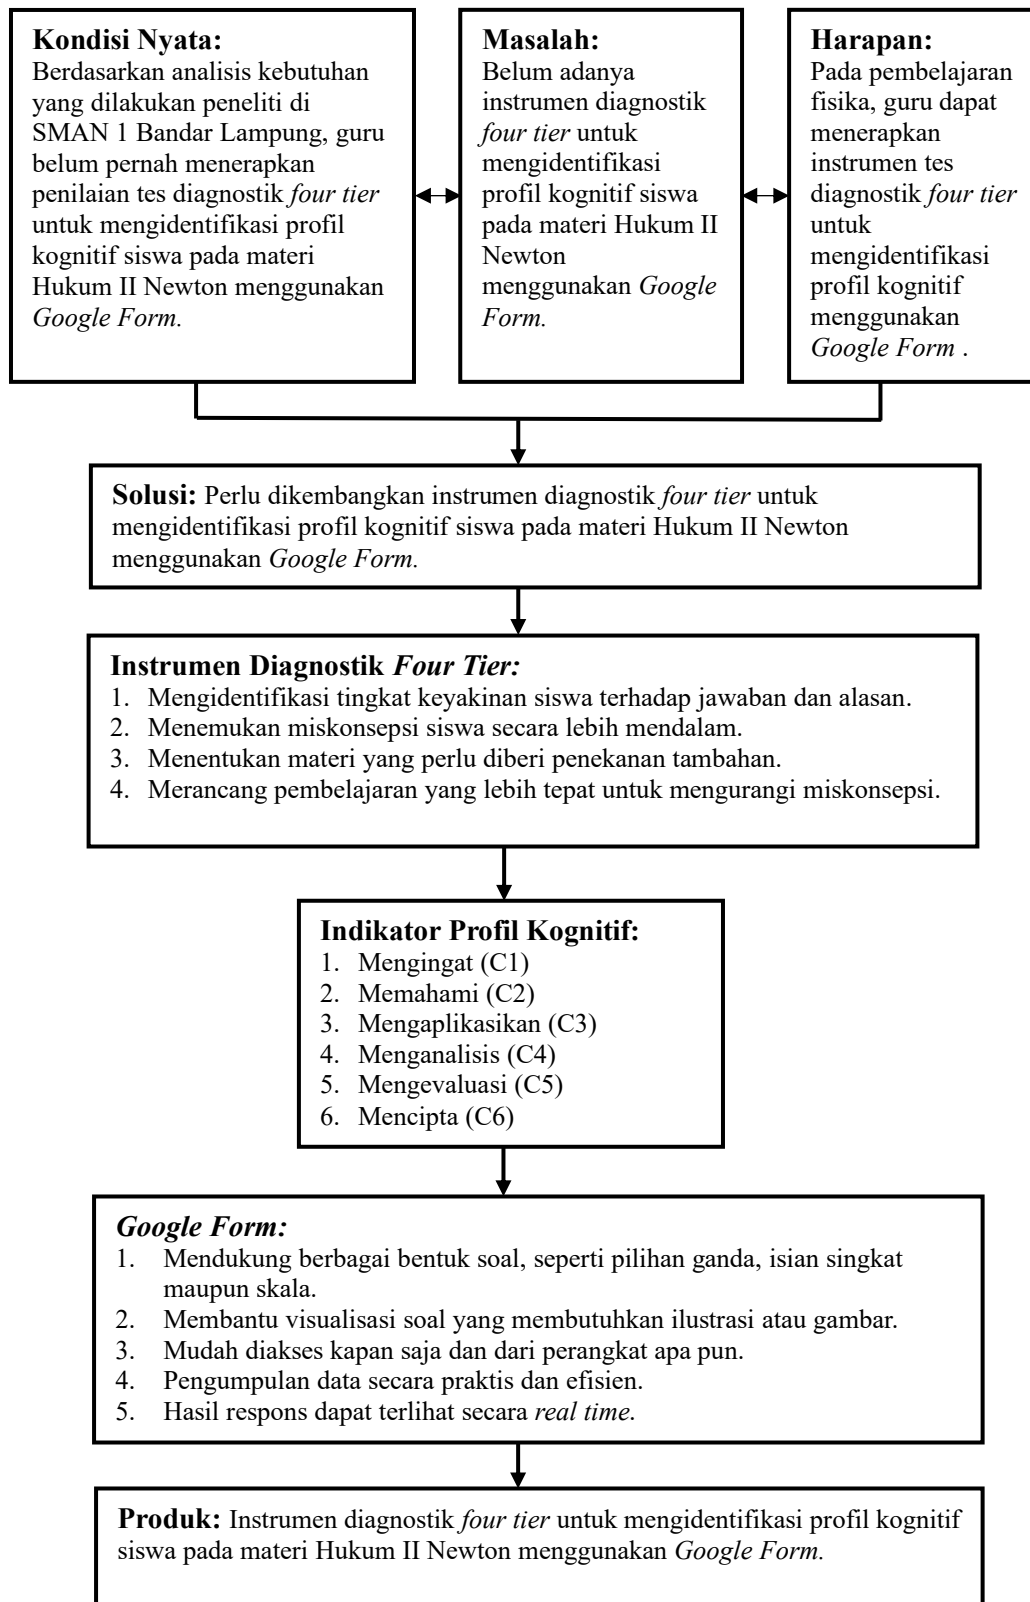 Kondisi Nyata:
Berdasarkan analisis kebutuhan
yang dilakukan peneliti di
SMAN 1 Bandar Lampung, guru
belum pernah menerapkan
penilaian tes diagnostik four tier
untuk mengidentifikasi profil
kognitif siswa pada materi
Hukum II Newton menggunakan
Google Form.
Masalah:
Belum adanya
instrumen diagnostik
four tier untuk
mengidentifikasi
profil kognitif siswa
pada materi Hukum II
Newton
menggunakan Google
Form.
Harapan:
Pada pembelajaran
fisika, guru dapat
menerapkan
instrumen tes
diagnostik four tier
untuk
mengidentifikasi
profil kognitif
menggunakan
Google Form .
Solusi: Perlu dikembangkan instrumen diagnostik four tier untuk
mengidentifikasi profil kognitif siswa pada materi Hukum II Newton
menggunakan Google Form.
Instrumen Diagnostik Four Tier:
1. Mengidentifikasi tingkat keyakinan siswa terhadap jawaban dan alasan.
2. Menemukan miskonsepsi siswa secara lebih mendalam.
3. Menentukan materi yang perlu diberi penekanan tambahan.
4. Merancang pembelajaran yang lebih tepat untuk mengurangi miskonsepsi.
Indikator Profil Kognitif:
1. Mengingat (C1)
2. Memahami (C2)
3. Mengaplikasikan (C3)
4. Menganalisis (C4)
5. Mengevaluasi (C5)
6. Mencipta (C6)
Google Form:
1. Mendukung berbagai bentuk soal, seperti pilihan ganda, isian singkat
maupun skala.
2. Membantu visualisasi soal yang membutuhkan ilustrasi atau gambar.
3. Mudah diakses kapan saja dan dari perangkat apa pun.
4. Pengumpulan data secara praktis dan efisien.
5. Hasil respons dapat terlihat secara real time.
Produk: Instrumen diagnostik four tier untuk mengidentifikasi profil kognitif
siswa pada materi Hukum II Newton menggunakan Google Form.